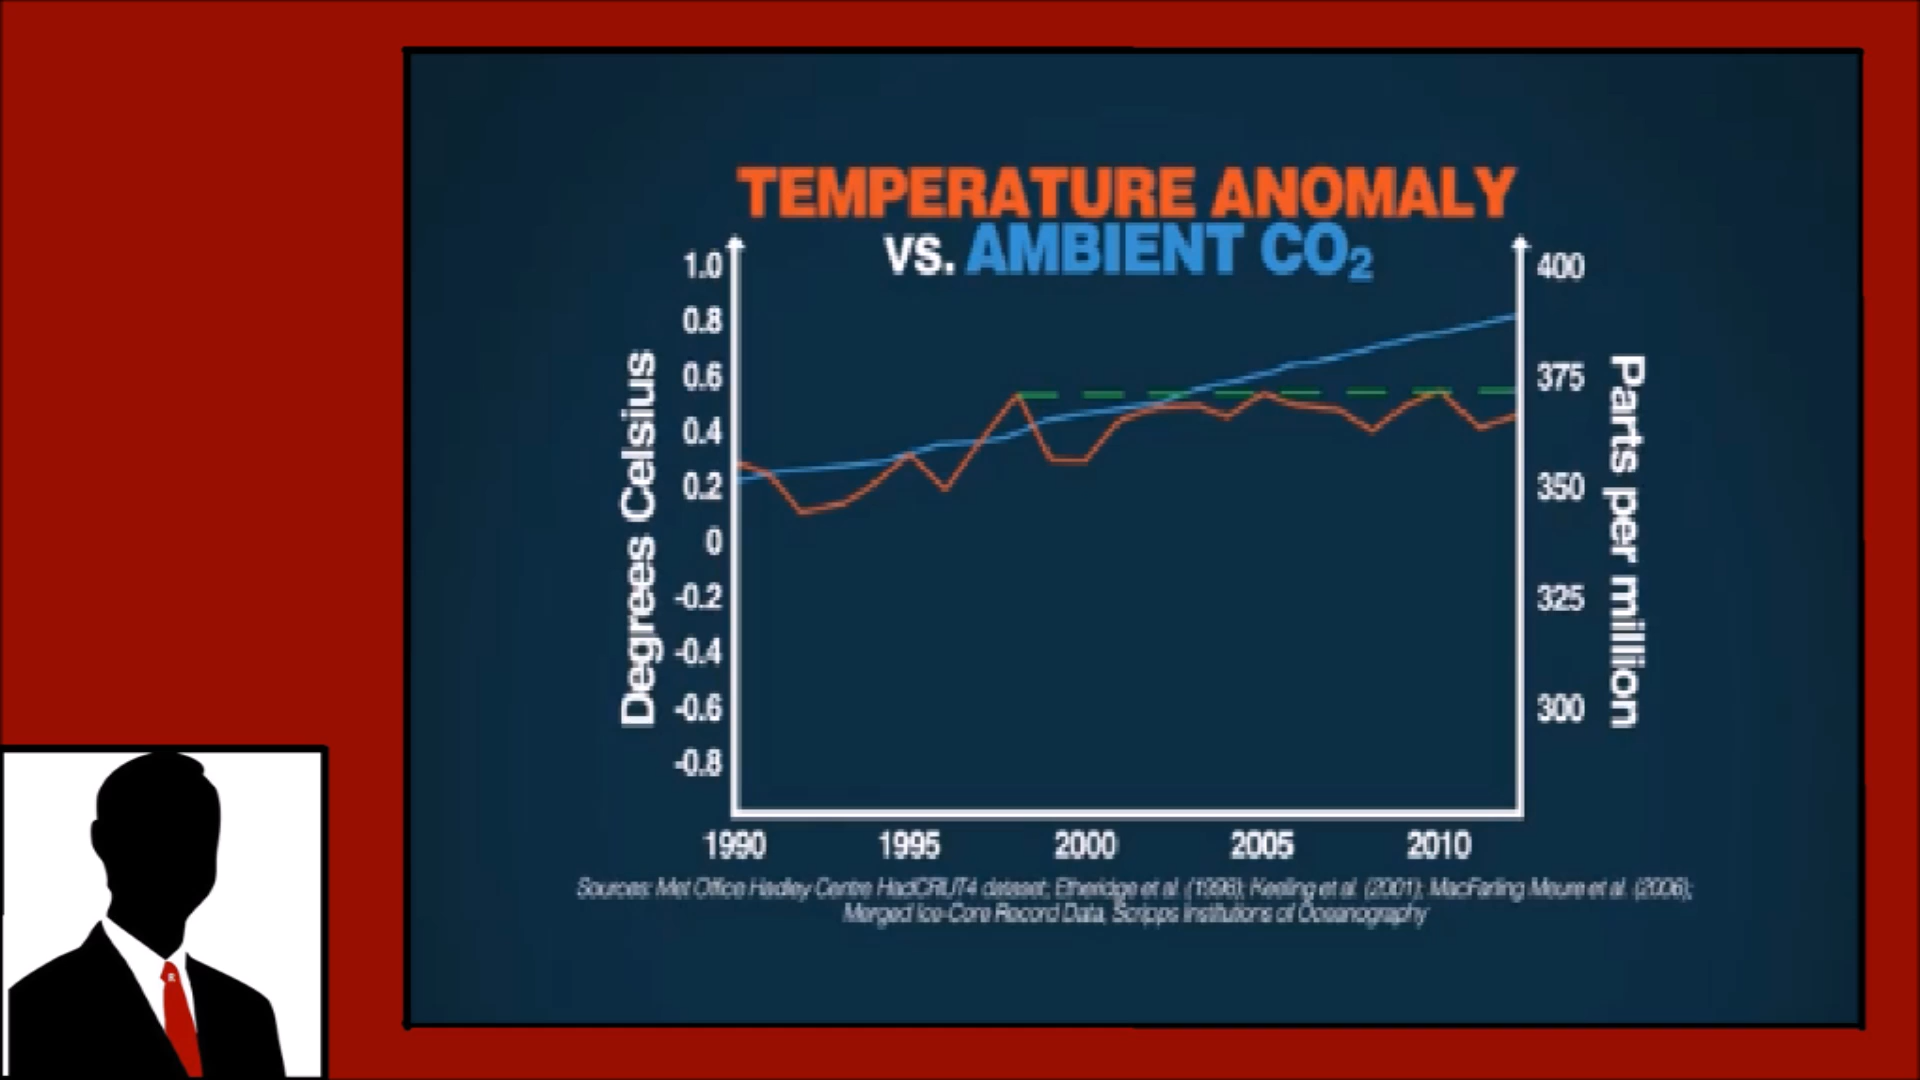 TEMPERATURE ANOMALY
VS. AMBIENT CO₂
Degrees Celsius
1.0
0.8
0.6
0.4
0.2
0
-0.2
-0.4
-0.6
-0.8
400
375
350
325
300
Parts per million
1990 1995 2000 2005 2010
Sources: Met Office Hadley Centre HadCRUT4 dataset; Etheridge et al. (1996); Keeling et al. (2001); MacFarling Meure et al. (2006);
Merged Ice-Core Record Data, Scripps Institutions of Oceanography
R